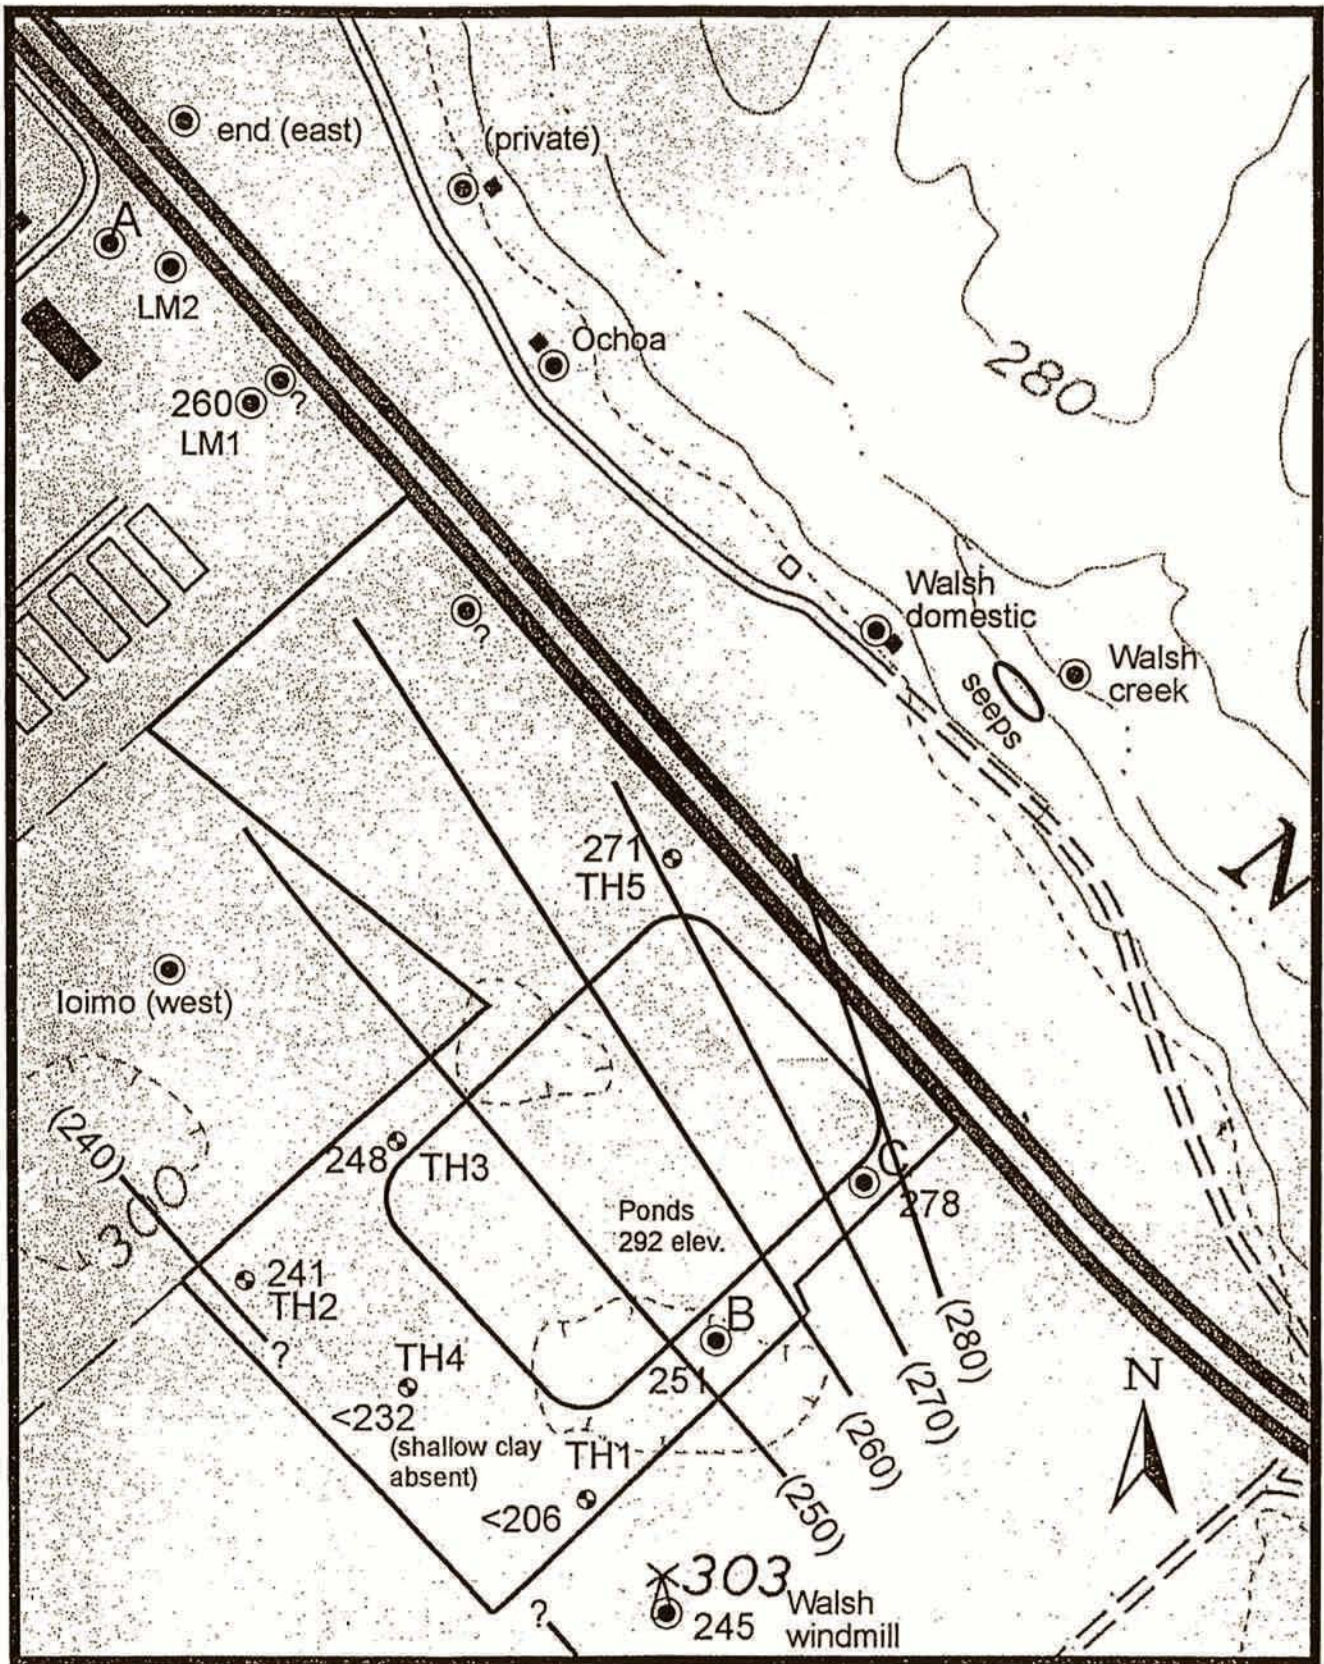 end (east)
(private)
A
LM2
Ochoa
280
260
?
LM1
Walsh
domestic
?
Walsh
creek
seeps
N
271
TH5
loimo (west)
(240)
300
248
TH3
C
278
Ponds
292 elev.
241
TH2
?
B
251
TH4
<232
(shallow clay
absent)
TH1
<206
(280)
(270)
(260)
(250)
N
303
245
Walsh
windmill
?